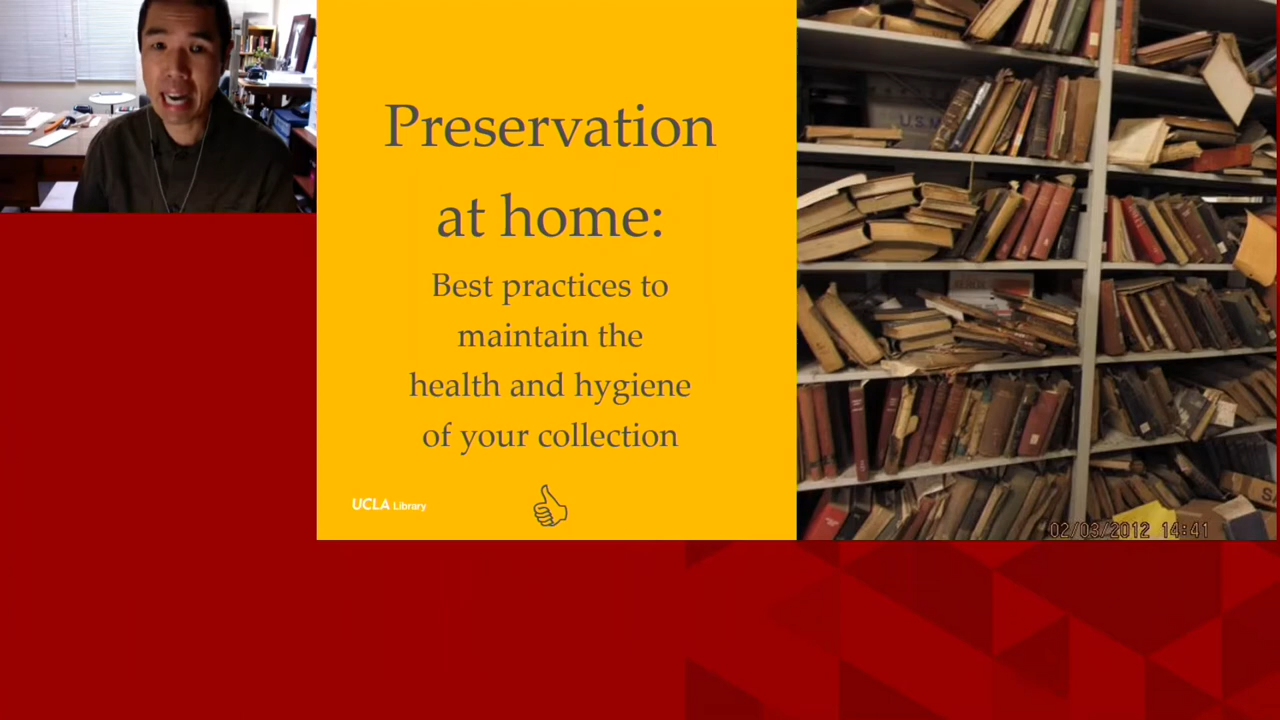 Preservation
at home:
Best practices to
maintain the
health and hygiene
of your collection
UCLA Library
02/03/2012 14:41